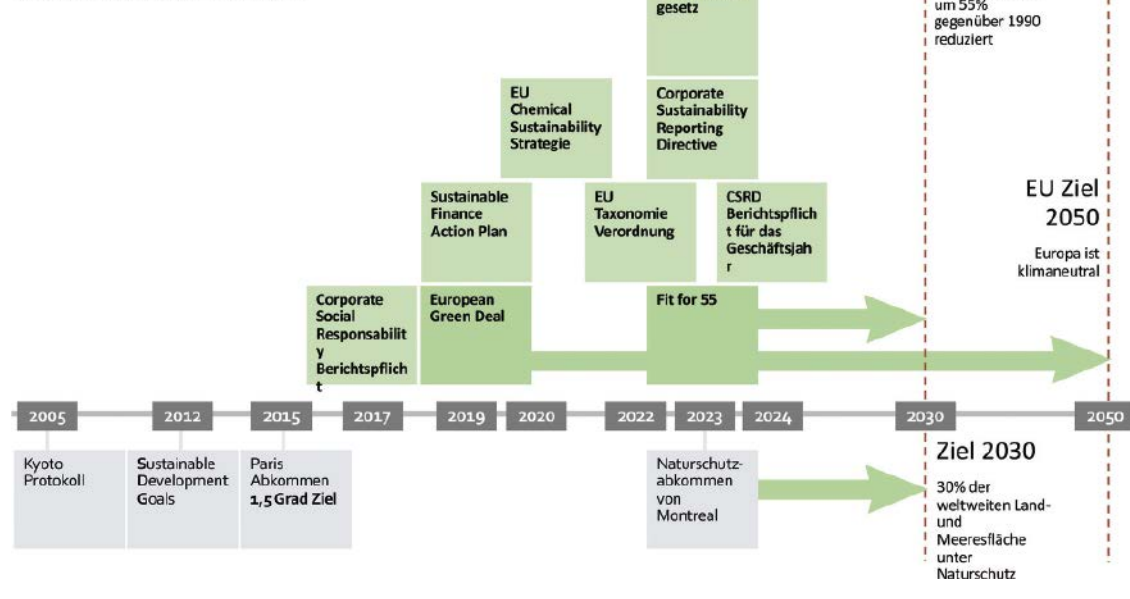 gesetz
um 55%
gegenüber 1990
reduziert
EU
Chemical
Sustainability
Strategie
Corporate
Sustainability
Reporting
Directive
EU Ziel
2050
Europa ist
klimaneutral
Sustainable
Finance
Action Plan
EU
Taxonomie
Verordnung
CSRD
Berichtspflich
t für das
Geschäftsjah
r
Corporate
Social
Responsabilit
y
Berichtspflich
t
European
Green Deal
Fit for 55
2005
2012
2015
2017
2019
2020
2022
2023
2024
2030
2050
Kyoto
Protokoll
Sustainable
Development
Goals
Paris
Abkommen
1,5 Grad Ziel
Naturschutz-
abkommen
von
Montreal
Ziel 2030
30% der
weltweiten Land-
und
Meeresfläche
unter
Naturschutz